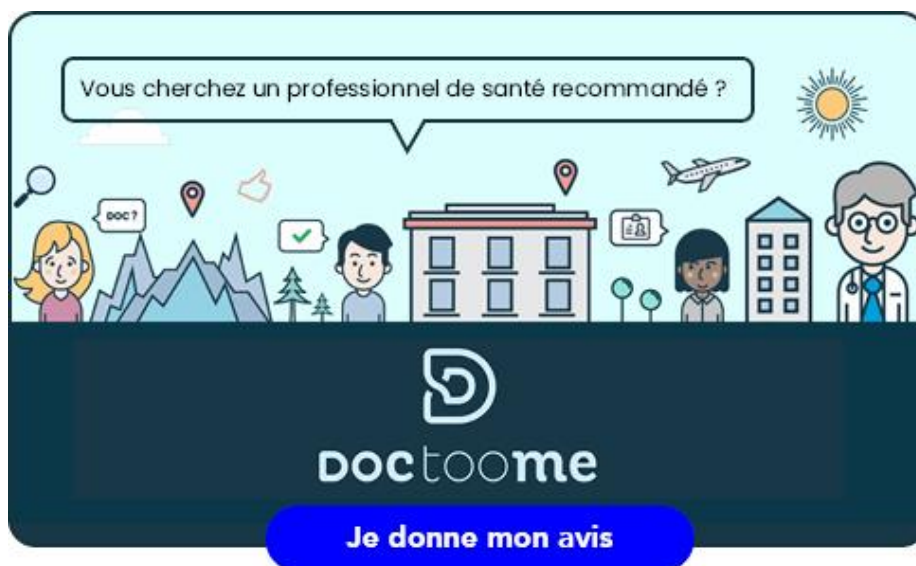 Vous cherchez un professionnel de santé recommandé ?
DOC ?
DOCtoome
Je donne mon avis